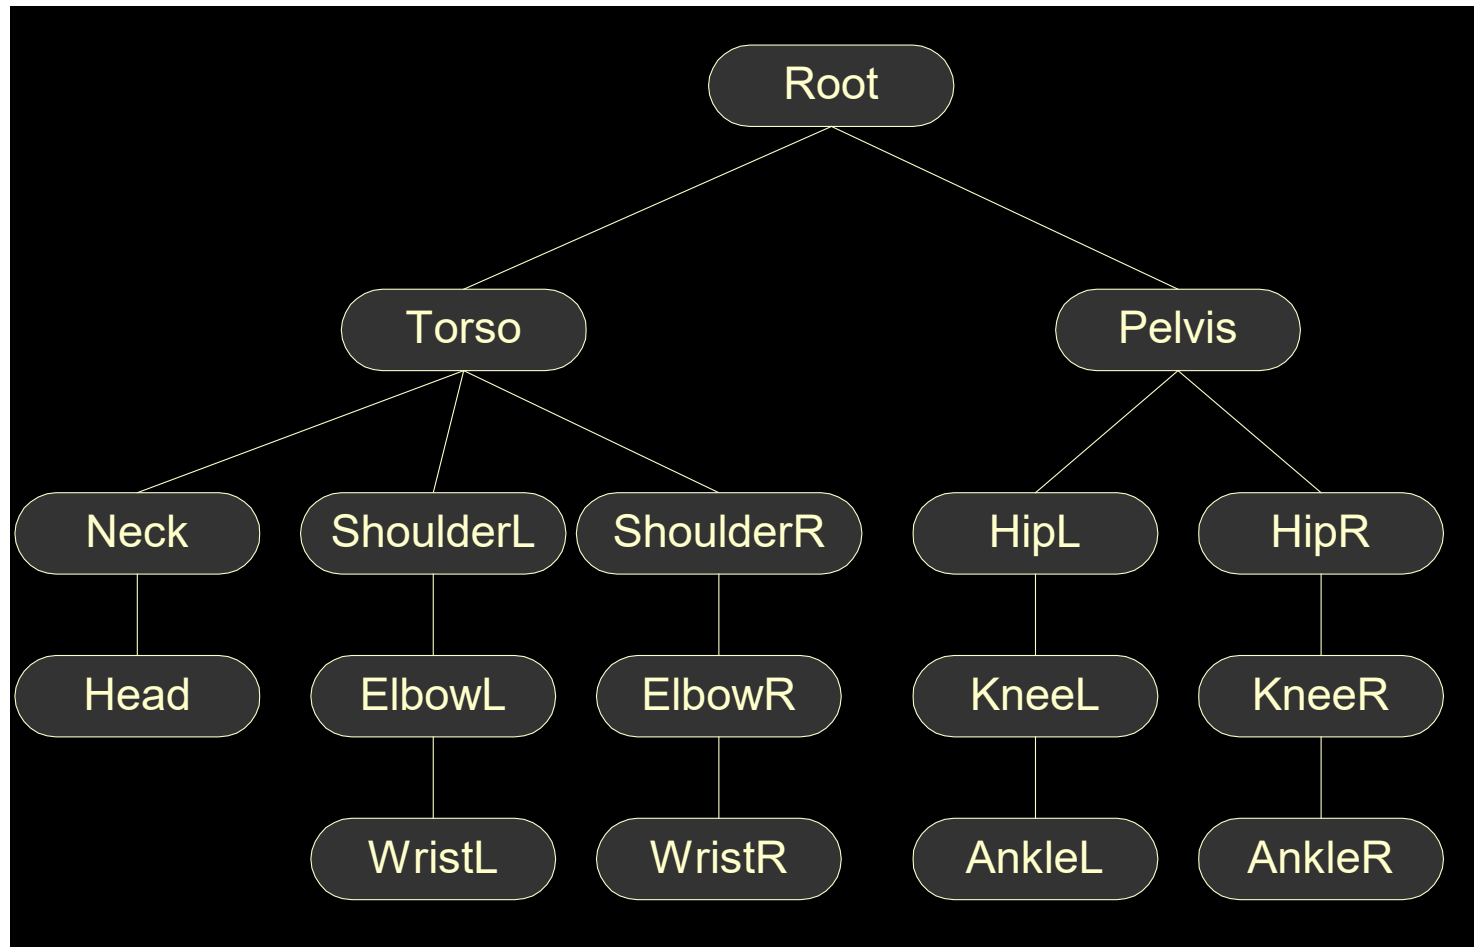 Root
Torso
Pelvis
Neck
ShoulderL
ShoulderR
HipL
HipR
Head
ElbowL
ElbowR
KneeL
KneeR
WristL
WristR
AnkleL
AnkleR